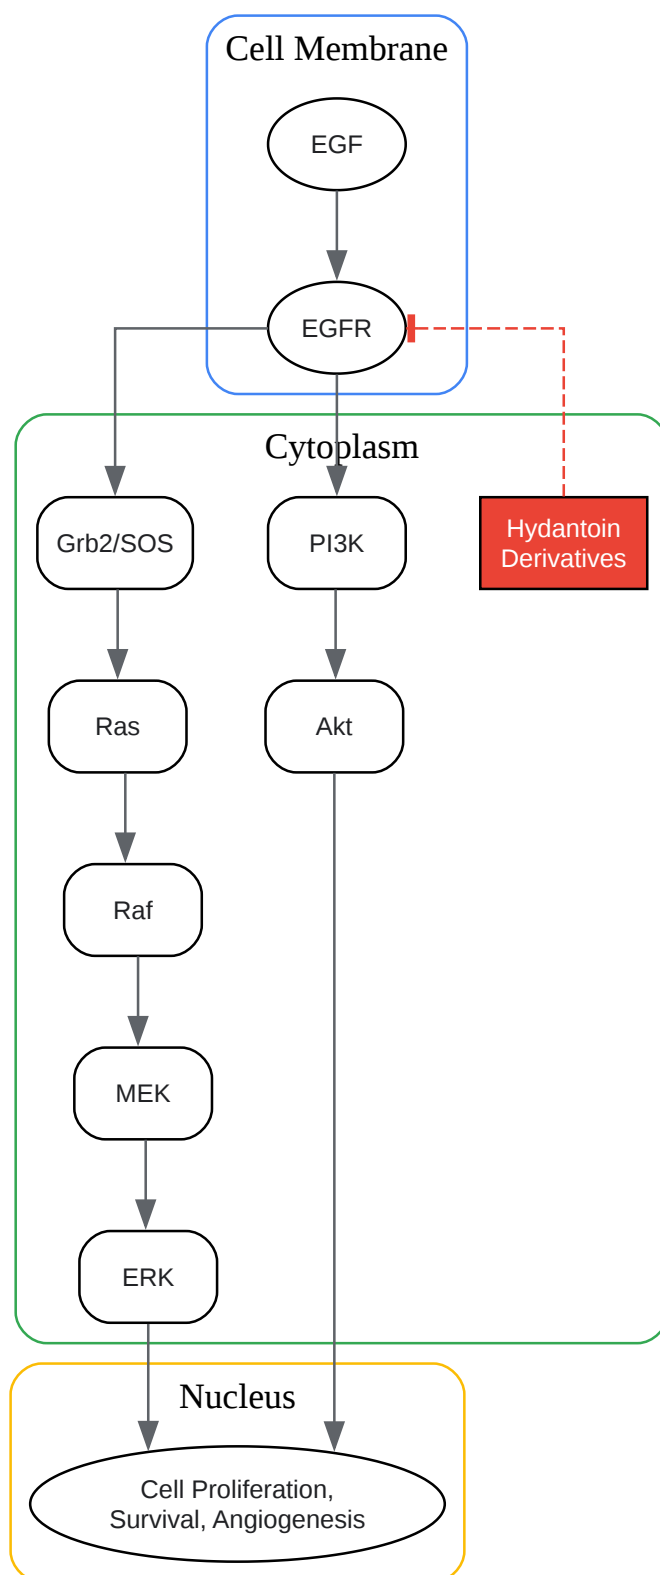 Cell Membrane
EGF
EGFR
Cytoplasm
Grb2/SOS
PI3K
Hydantoin
Derivatives
Ras
Akt
Raf
MEK
ERK
Nucleus
Cell Proliferation,
Survival, Angiogenesis